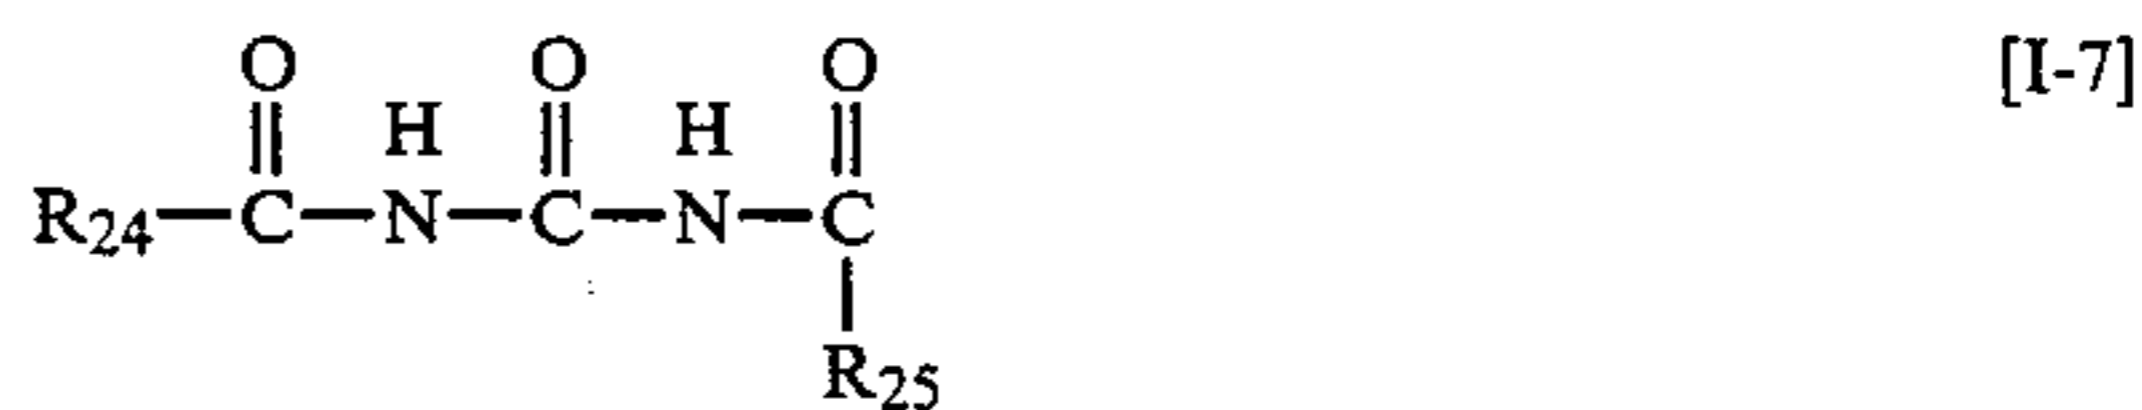 O O O [I-7]
H H
R24—C—N—C—N—C
R25